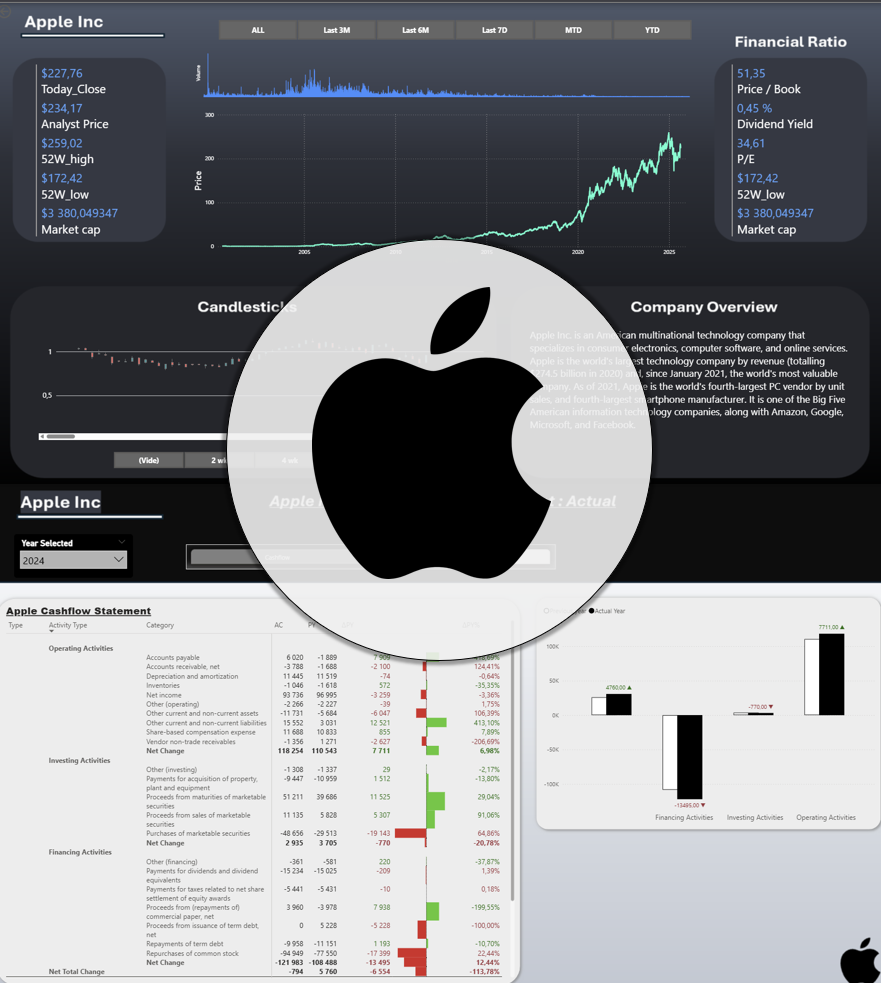 Apple Inc
ALL Last 3M Last 6M Last 7D MTD YTD
Financial Ratio
$227,76
Today_Close
$234,17
Analyst Price
$259,02
52W_high
$172,42
52W_low
$3 380,049347
Market cap
Volume
Price
300
200
100
0
2005 2020 2025
51,35
Price / Book
0,45 %
Dividend Yield
34,61
P/E
$172,42
52W_low
$3 380,049347
Market cap
Candlesticks
1
0,5
(Vide) 2 wk 4 wk
Company Overview
Apple Inc. is an American multinational technology company that
specializes in consumer electronics, computer software, and online services.
Apple is the world's largest technology company by revenue (totalling
$274.5 billion in 2020) and, since January 2021, the world's most valuable
company. As of 2021, Apple is the world's fourth-largest PC vendor by unit
sales, and fourth-largest smartphone manufacturer. It is one of the Big Five
American information technology companies, along with Amazon, Google,
Microsoft, and Facebook.
Apple Inc
Apple : Actual
Year Selected
2024
Apple Cashflow Statement
Type Activity Type Category AC PY
Operating Activities
Accounts payable 6 020 -1 889 7 909
Accounts receivable, net -3 788 -1 688 -2 100 124,41%
Depreciation and amortization 11 445 11 519 -74 -0,64%
Inventories -1 046 -1 618 572 -35,35%
Net income 93 736 96 995 -3 259 -3,36%
Other (operating) -2 266 -2 227 -39 1,75%
Other current and non-current assets -11 731 -5 684 -6 047 106,39%
Other current and non-current liabilities 15 552 3 031 12 521 413,10%
Share-based compensation expense 11 688 10 833 855 7,89%
Vendor non-trade receivables -1 356 1 271 -2 627 -206,69%
Net Change 118 254 110 543 7 711 6,98%
Investing Activities
Other (investing) -1 308 -1 337 29 -2,17%
Payments for acquisition of property, -9 447 -10 959 1 512 -13,80%
plant and equipment
Proceeds from maturities of marketable 51 211 39 686 11 525 29,04%
securities
Proceeds from sales of marketable 11 135 5 828 5 307 91,06%
securities
Purchases of marketable securities -48 656 -29 513 -19 143 64,86%
Net Change 2 935 3 705 -770 -20,78%
Financing Activities
Other (financing) -361 -581 220 -37,87%
Payments for dividends and dividend -15 234 -15 025 -209 1,39%
equivalents
Payments for taxes related to net share -5 441 -5 431 -10 0,18%
settlement of equity awards
Proceeds from (repayments of) 3 960 -3 978 7 938 -199,55%
commercial paper, net
Proceeds from issuance of term debt, 0 5 228 -5 228 -100,00%
net
Repayments of term debt -9 958 -11 151 1 193 -10,70%
Repurchases of common stock -94 949 -77 550 -17 399 22,44%
Net Change -121 983 -108 488 -13 495 12,44%
Net Total Change -794 5 760 -6 554 -113,78%
Actual Year
100K
50K
0K
-50K
-100K
4760,00 ▲
-13495,00 ▼
-770,00 ▼
7711,00 ▲
Financing Activities Investing Activities Operating Activities